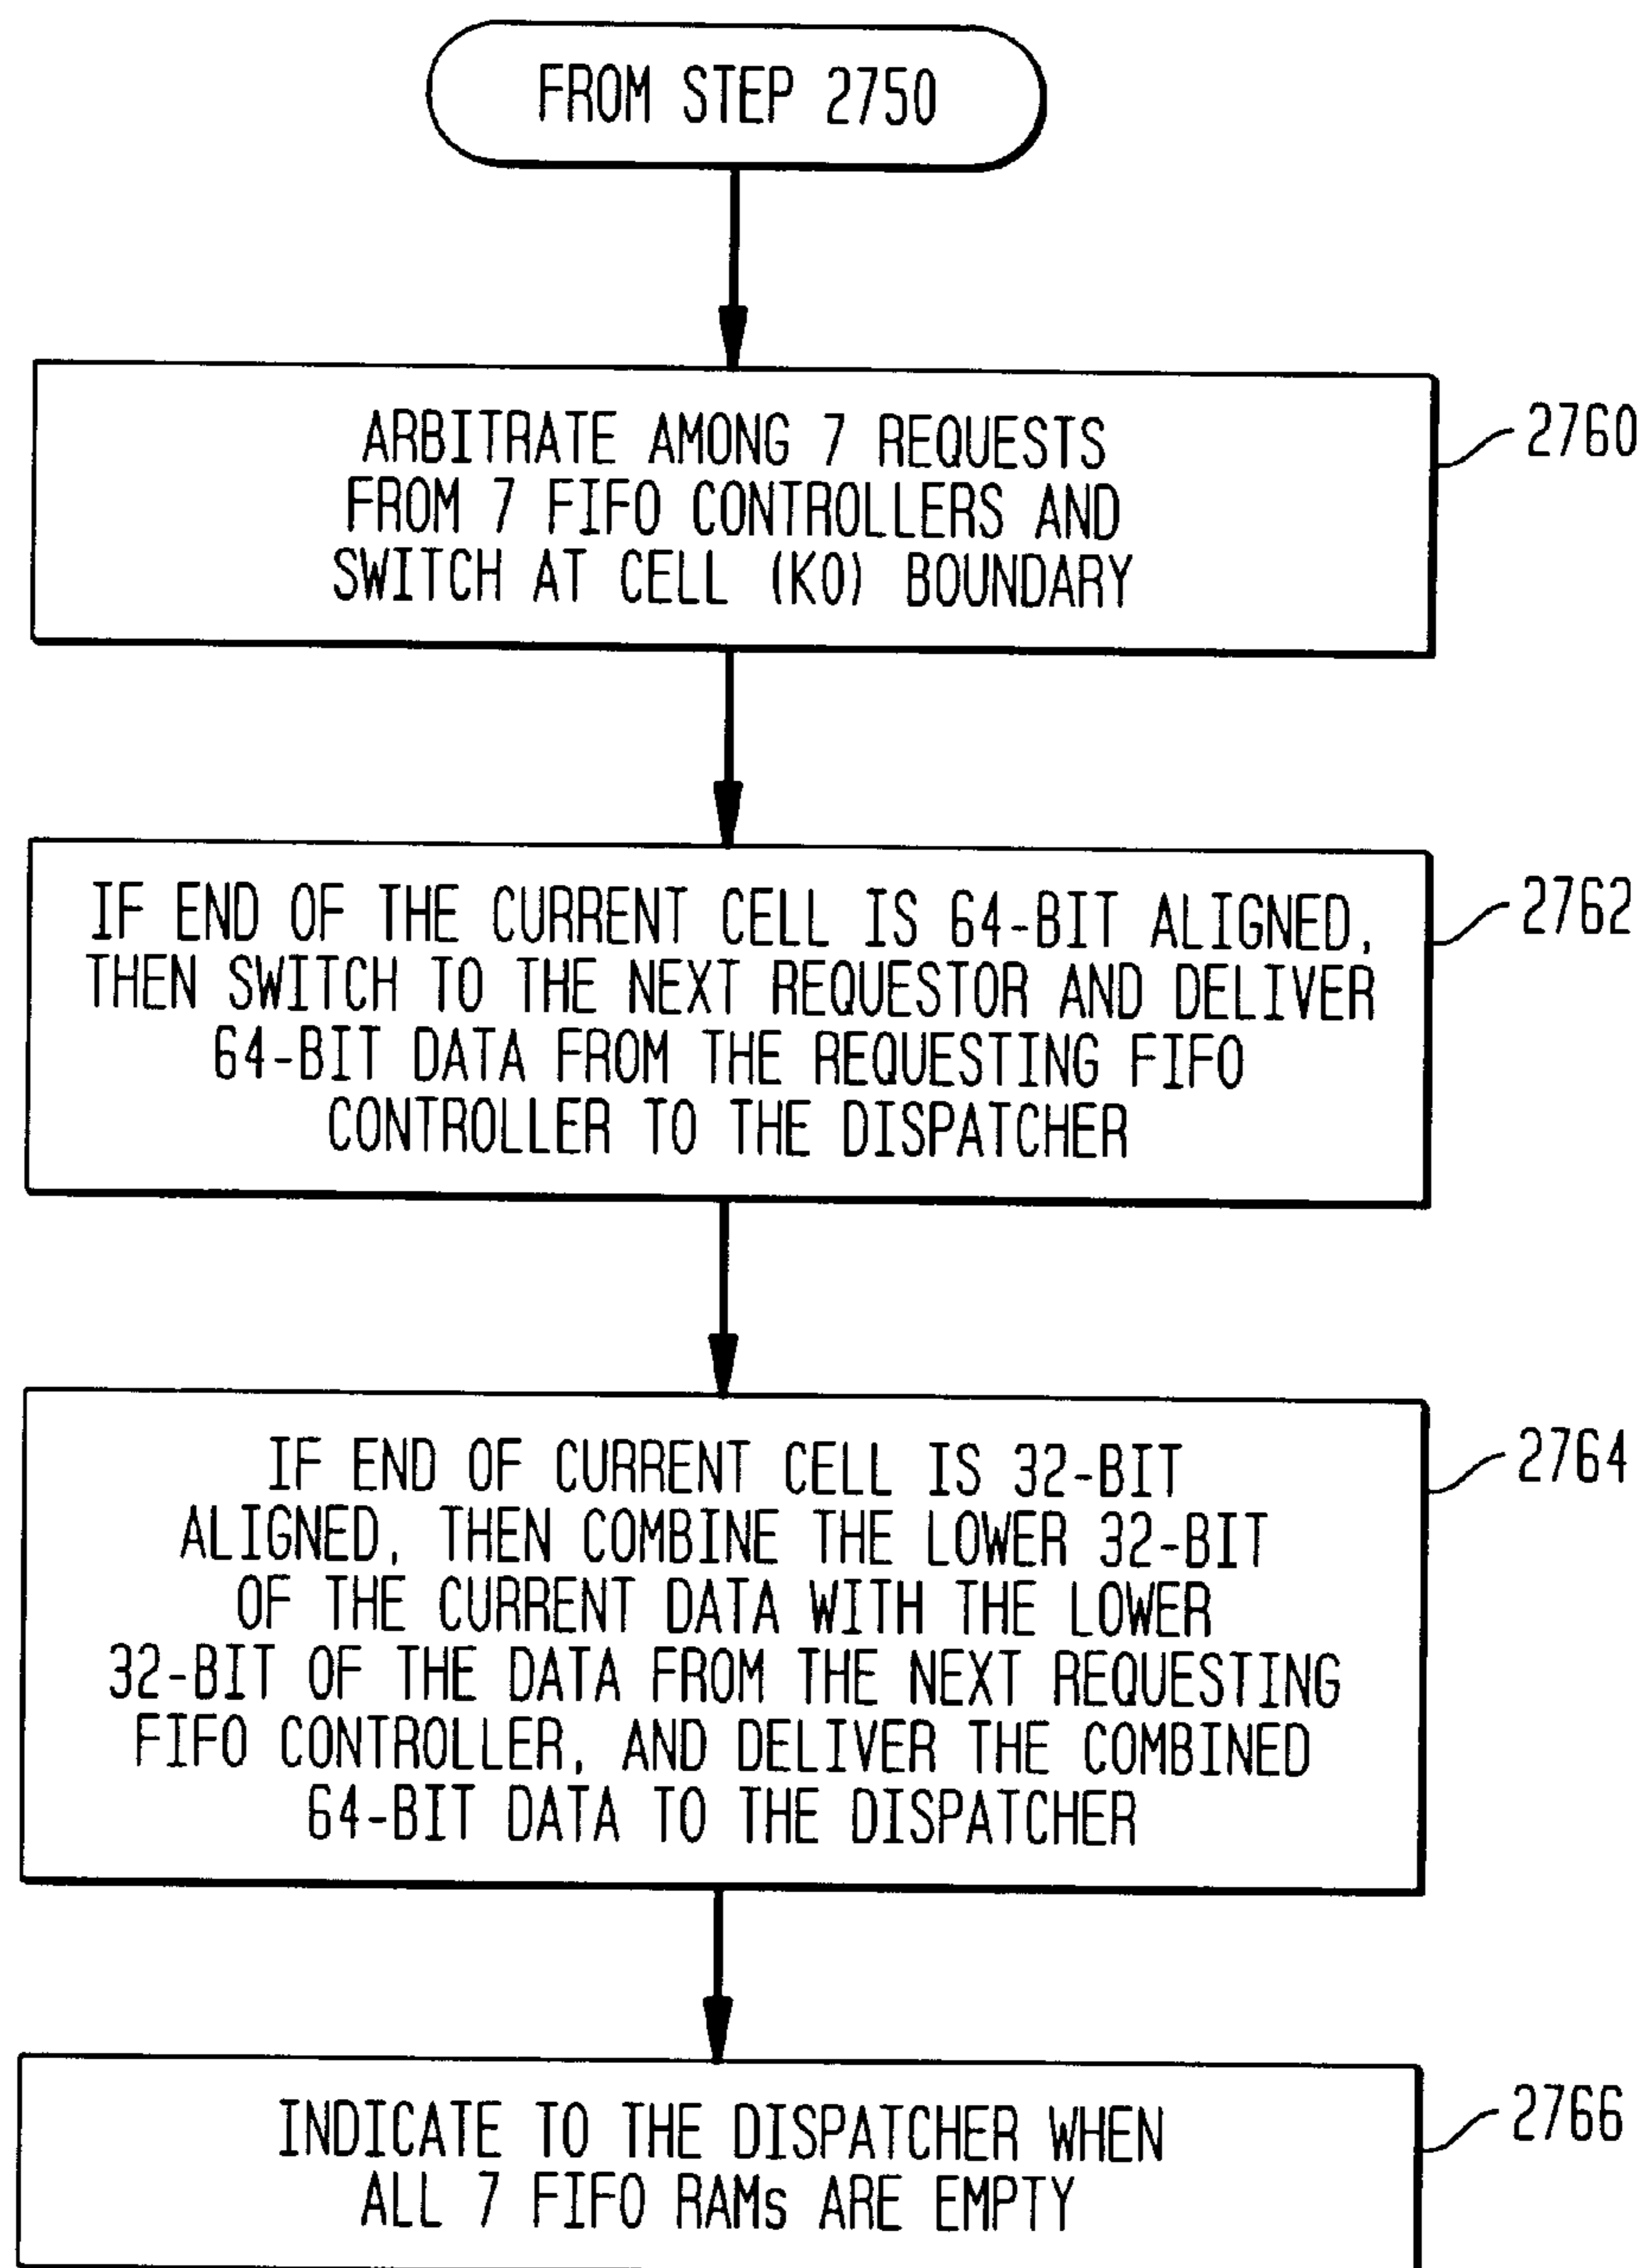 FROM STEP 2750
ARBITRATE AMONG 7 REQUESTS
FROM 7 FIFO CONTROLLERS AND
SWITCH AT CELL (K0) BOUNDARY
2760
IF END OF THE CURRENT CELL IS 64-BIT ALIGNED,
THEN SWITCH TO THE NEXT REQUESTOR AND DELIVER
64-BIT DATA FROM THE REQUESTING FIFO
CONTROLLER TO THE DISPATCHER
2762
IF END OF CURRENT CELL IS 32-BIT
ALIGNED, THEN COMBINE THE LOWER 32-BIT
OF THE CURRENT DATA WITH THE LOWER
32-BIT OF THE DATA FROM THE NEXT REQUESTING
FIFO CONTROLLER, AND DELIVER THE COMBINED
64-BIT DATA TO THE DISPATCHER
2764
INDICATE TO THE DISPATCHER WHEN
ALL 7 FIFO RAMs ARE EMPTY
2766